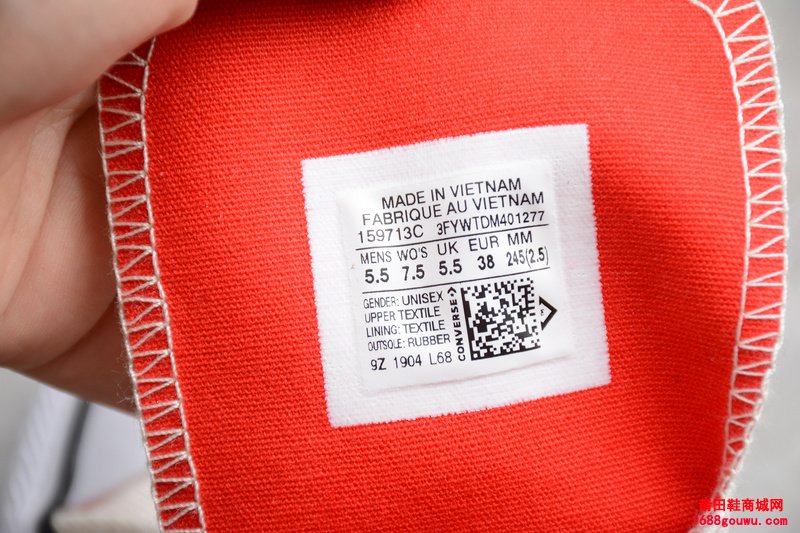 MADE IN VIETNAM
FABRIQUE AU VIETNAM
159713C 3FYWTDM401277
MENS WO'S UK EUR MM
5.5 7.5 5.5 38 245(2.5)
GENDER: UNISEX
UPPER TEXTILE
LINING: TEXTILE
OUTSOLE: RUBBER
9Z 1904 L68
CONVERSE
莆田鞋商城网
1688gouwu.com